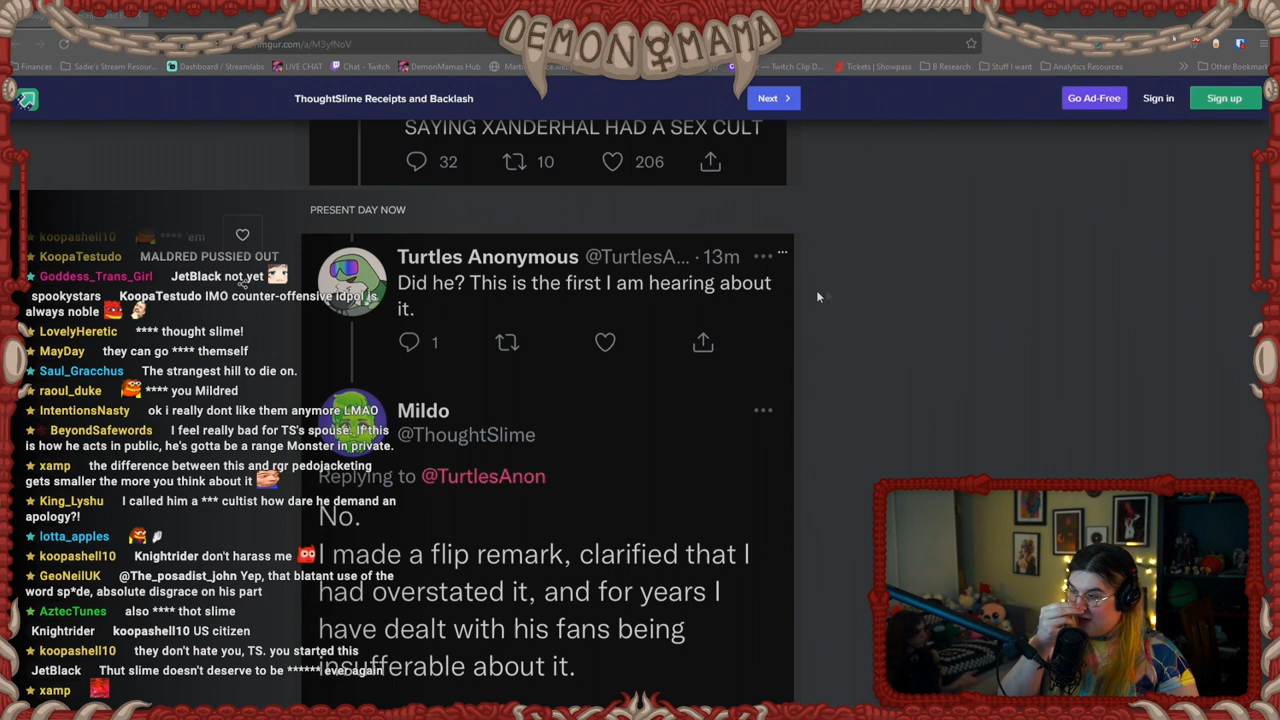 DEMON MAMA
imgur.com/a/M3yfNoV
Finances
Sadie's Stream Resour...
Dashboard / Streamlabs
LIVE CHAT
Chat - Twitch
DemonMamas Hub
Twitch Clip D...
Tickets | Showpass
B Research
Stuff I want
Analytics Resources
Other Bookmark
ThoughtSlime Receipts and Backlash
Next
Go Ad-Free
Sign in
Sign up
SAYING XANDERHAL HAD A SEX CULT
32 10 206
PRESENT DAY NOW
Turtles Anonymous @TurtlesA... · 13m
Did he? This is the first I am hearing about
it.
1
Mildo
@ThoughtSlime
Replying to @TurtlesAnon
No.
I made a flip remark, clarified that I
had overstated it, and for years I
have dealt with his fans being
insufferable about it.
koopashell10 **** 'em
KoopaTestudo MALDRED PUSSIED OUT
Goddess_Trans_Girl JetBlack not yet
spookystars KoopaTestudo IMO counter-offensive idpol is
always noble
LovelyHeretic **** thought slime!
MayDay they can go **** themself
Saul_Gracchus The strangest hill to die on.
raoul_duke **** you Mildred
IntentionsNasty ok i really dont like them anymore LMAO
BeyondSafewords I feel really bad for TS's spouse. If this
is how he acts in public, he's gotta be a range Monster in private.
xamp the difference between this and rgr pedojacketing
gets smaller the more you think about it
King_Lyshu I called him a *** cultist how dare he demand an
apology?!
lotta_apples
koopashell10 Knightrider don't harass me
GeoNeilUK @The_posadist_john Yep, that blatant use of the
word sp*de, absolute disgrace on his part
AztecTunes also **** thot slime
Knightrider koopashell10 US citizen
koopashell10 they don't hate you, TS. you started this
JetBlack Thut slime doesn't deserve to be ****** ever again
xamp